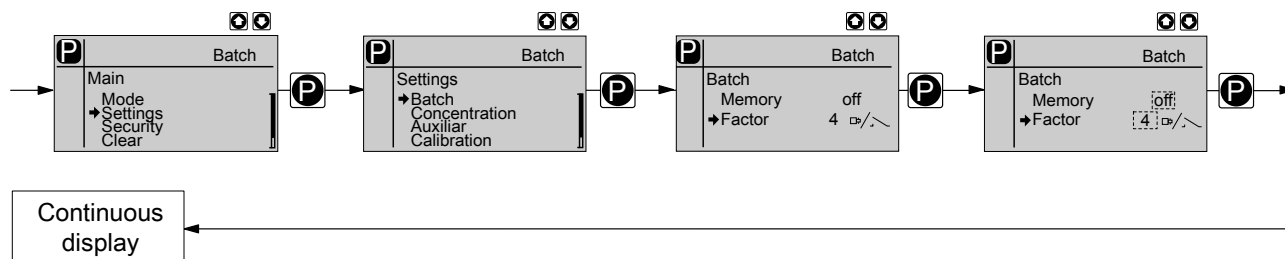 P Batch
Main
Mode
Settings
Security
Clear
P
P Batch
Settings
Batch
Concentration
Auxiliar
Calibration
P
P Batch
Batch
Memory off
Factor 4
P
P Batch
Batch
Memory off
Factor 4
P
Continuous
display